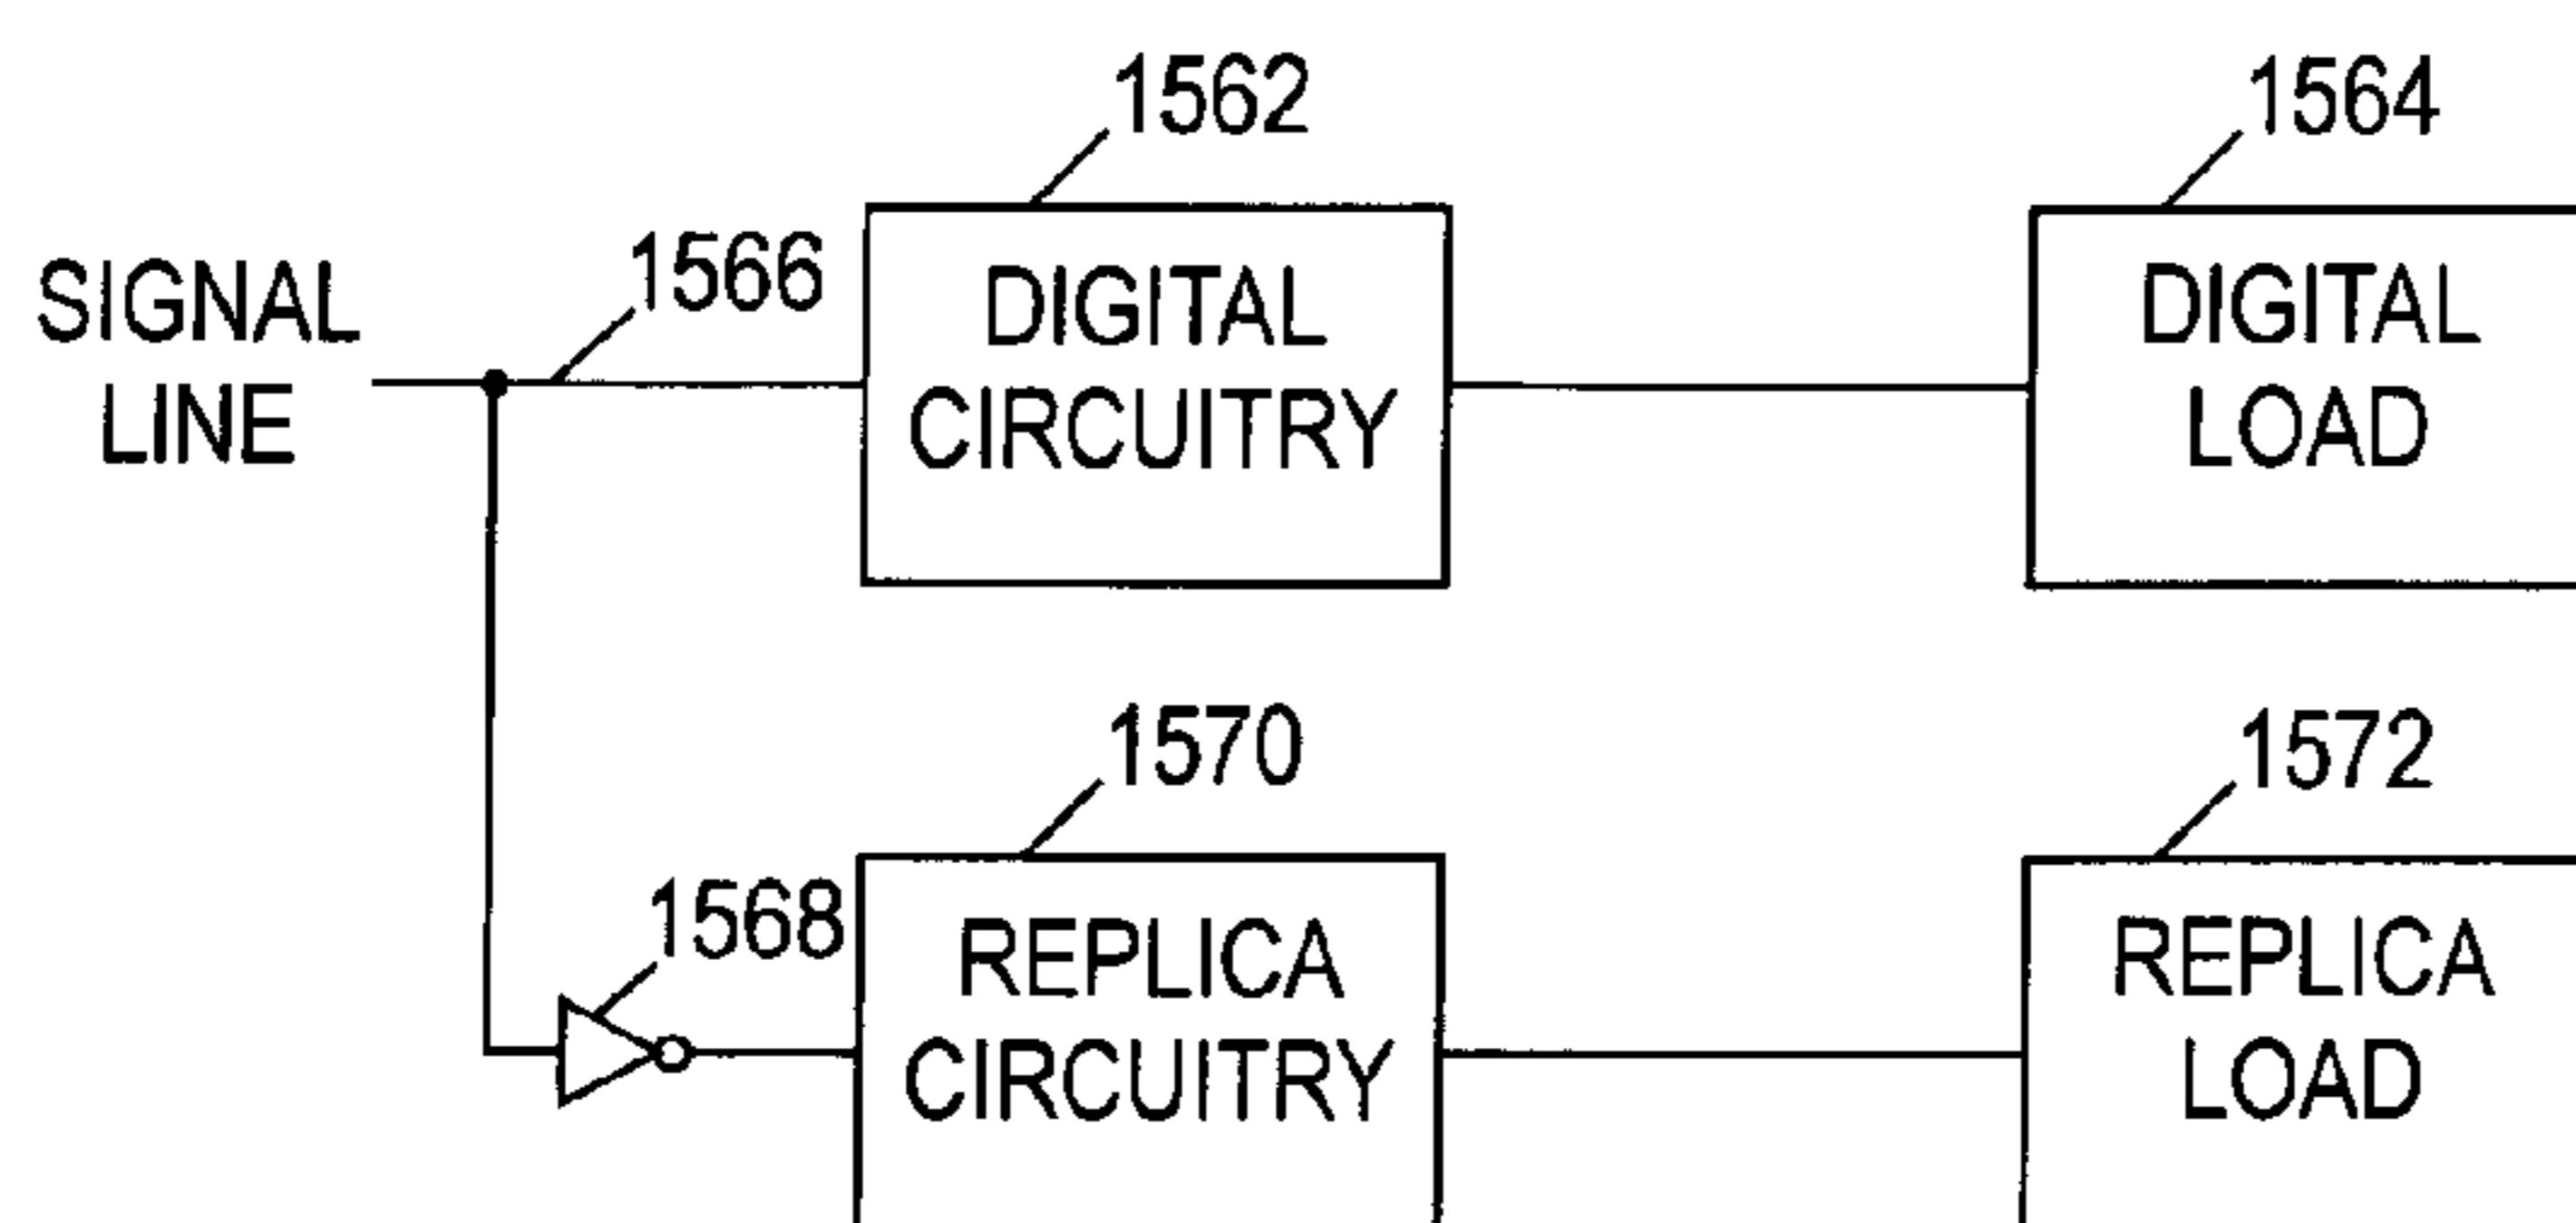 1562
1564
1566
SIGNAL
LINE
DIGITAL
CIRCUITRY
DIGITAL
LOAD
1570
1572
1568
REPLICA
CIRCUITRY
REPLICA
LOAD